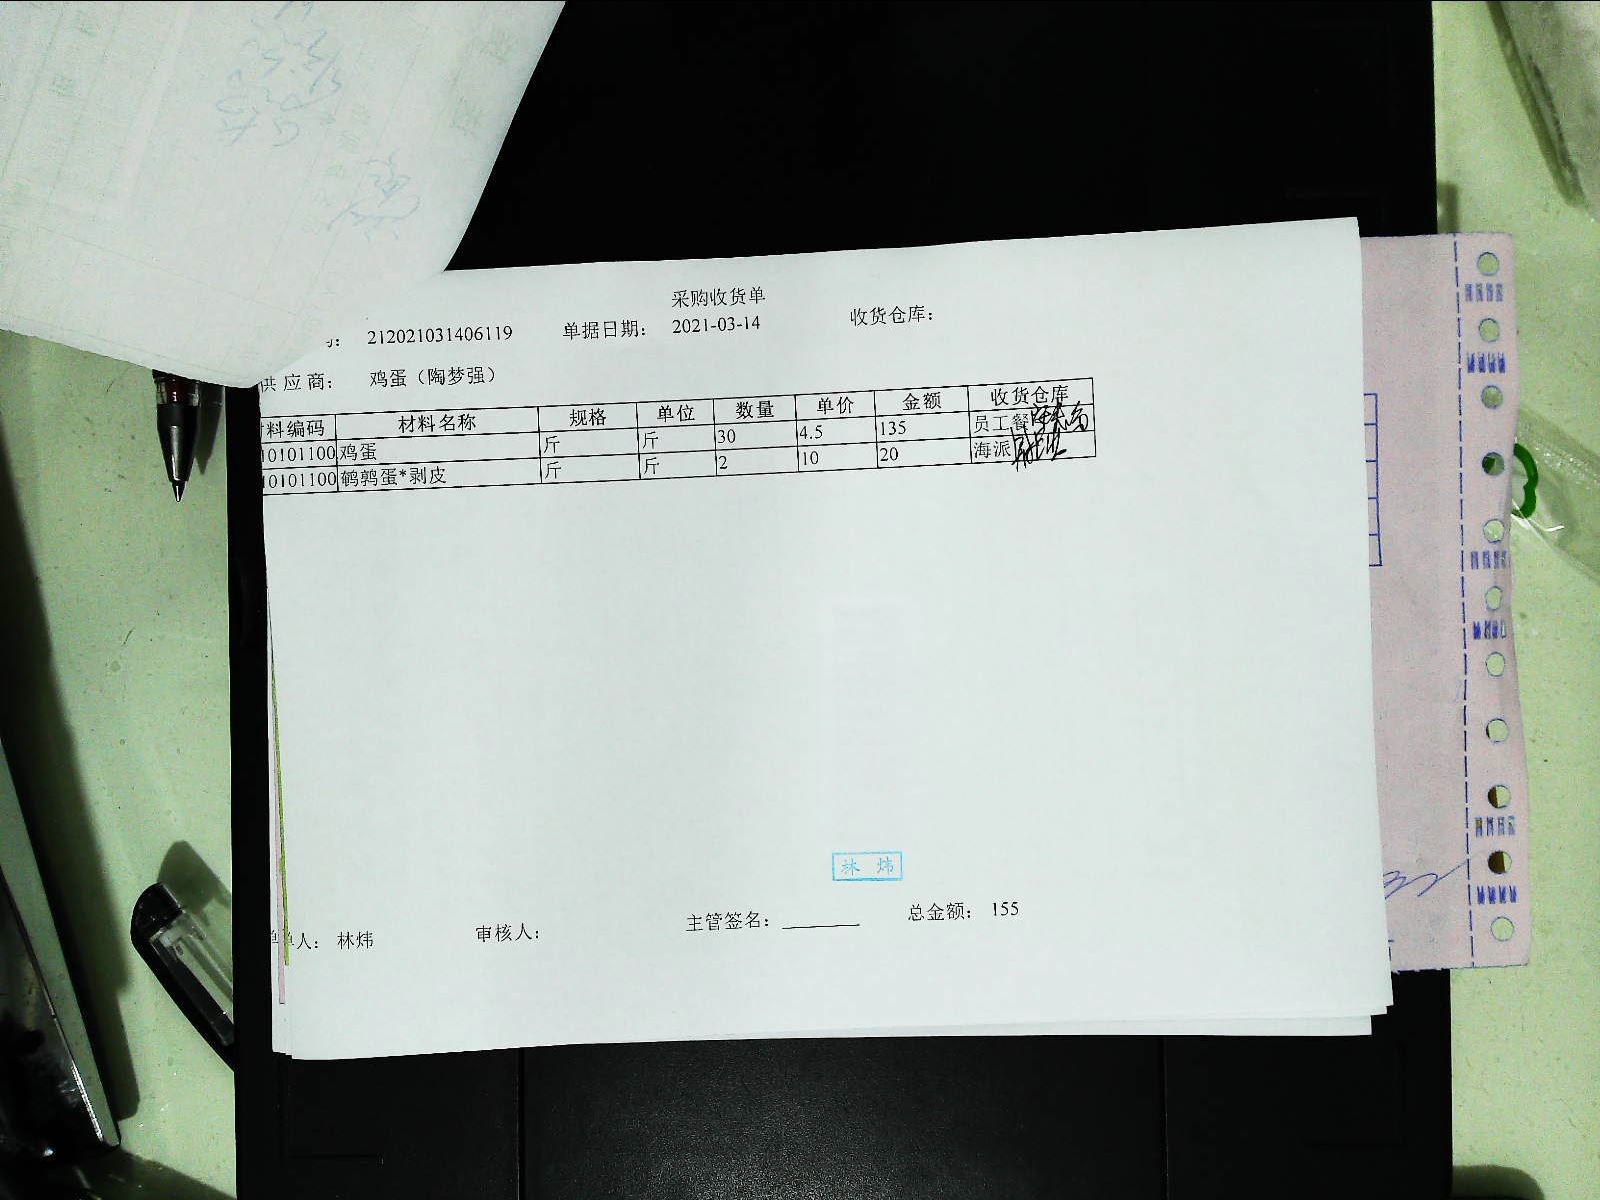 采购收货单
212021031406119 单据日期: 2021-03-14 收货仓库:
供应商: 鸡蛋（陶梦强）
料编码 材料名称 规格 单位 数量 单价 金额 收货仓库
10101100 鸡蛋 斤 斤 30 4.5 135 员工餐
10101100 鹌鹑蛋*剥皮 斤 斤 2 10 20 海派
林 炜
单人: 林炜 审核人: 主管签名: 总金额: 155